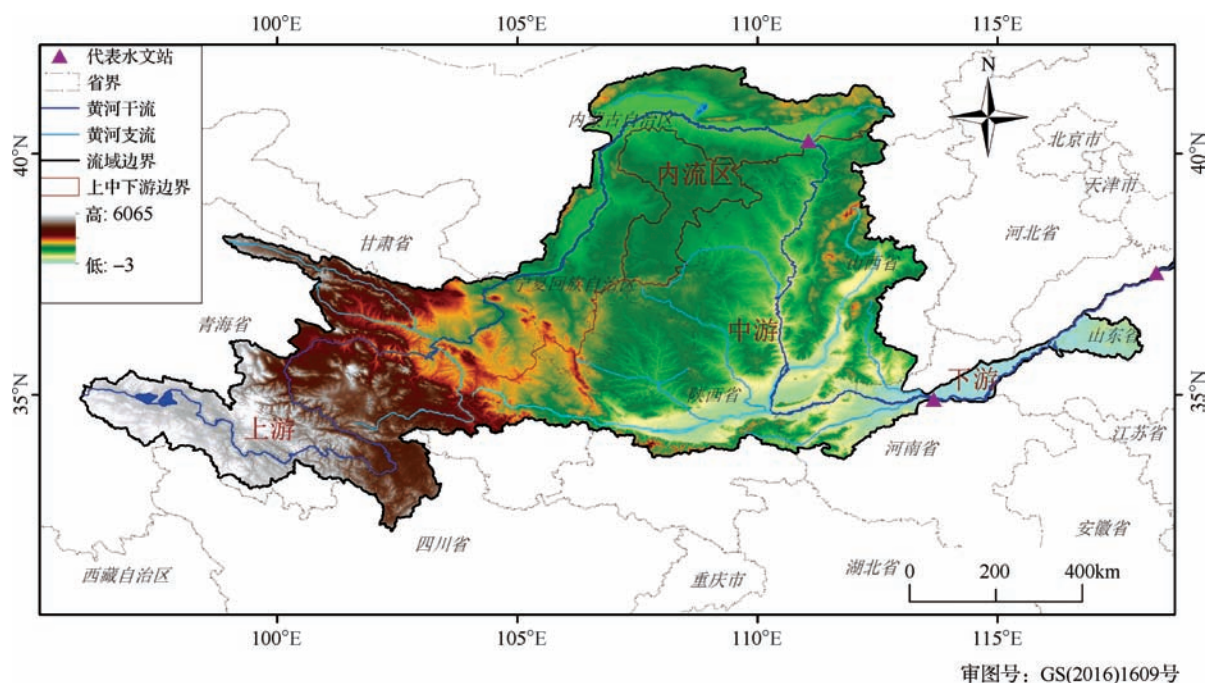 100°E
105°E
110°E
115°E
代表水文站
省界
黄河干流
黄河支流
流域边界
上中下游边界
高: 6065
低: −3
N
40°N
40°N
35°N
35°N
内蒙古自治区
内流区
北京市
天津市
河北省
甘肃省
宁夏回族自治区
山西省
青海省
中游
山东省
陕西省
下游
上游
河南省
江苏省
四川省
安徽省
西藏自治区
重庆市
湖北省
0 200 400km
100°E
105°E
110°E
115°E
审图号：GS(2016)1609号